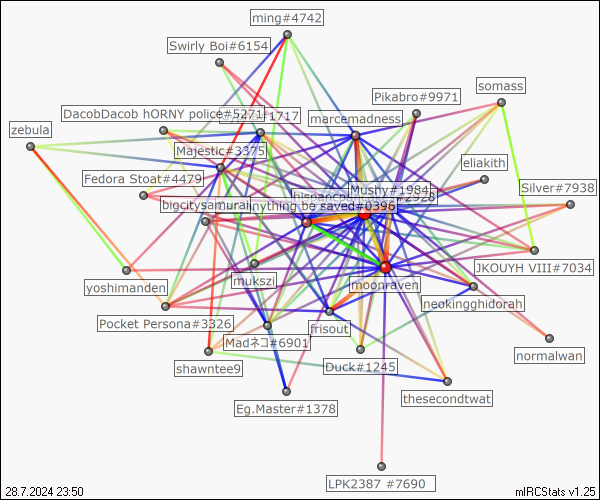 ming#4742
Swirly Boi#6154
somass
Pikabro#9971
DacobDacob hORNY police#5271
1717
marcemadness
zebula
Majestic#3375
eliakith
Fedora Stoat#4479
Mushy#1984
Silver#7938
2928
bigcitysamurai
nything be saved#0396
JKOUYH VIII#7034
mukszi
moonraven
yoshimanden
neokingghidorah
Pocket Persona#3326
frisout
Madネコ#6901
normalwan
shawntee9
Duck#1245
thesecondtwat
Eg.Master#1378
LPK2387 #7690
28.7.2024 23:50
mIRCStats v1.25